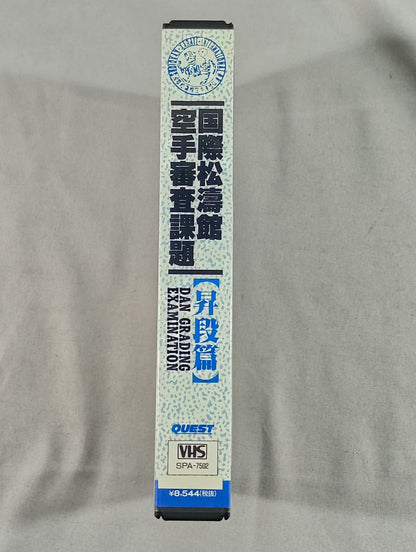 国際松濤館
空手審査課題
【昇段篇】
DAN GRADING
EXAMINATION
QUEST
VHS
SPA-7502
¥8,544(税抜)